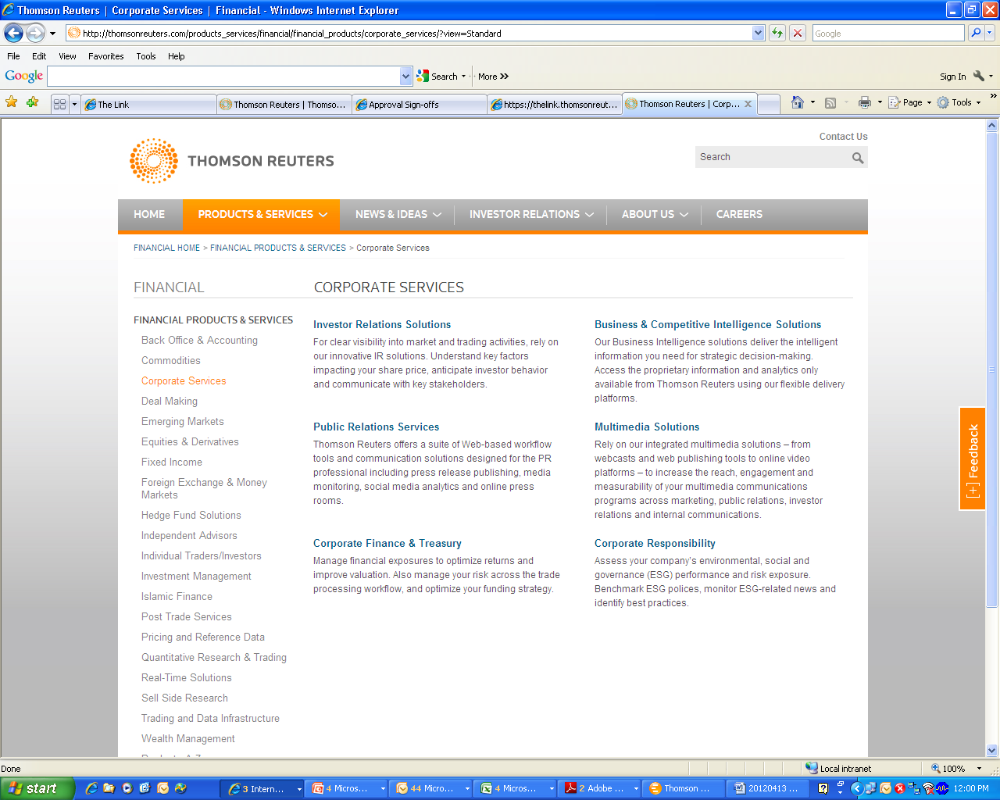 Thomson Reuters | Corporate Services | Financial - Windows Internet Explorer
http://thomsonreuters.com/products_services/financial/financial_products/corporate_services/?view=Standard
Google
File Edit View Favorites Tools Help
Google Search More >> Sign In
The Link
Thomson Reuters | Thomso...
Approval Sign-offs
https://thelink.thomsonreut...
Thomson Reuters | Corp...
Page Tools
Contact Us
THOMSON REUTERS
Search
HOME PRODUCTS & SERVICES NEWS & IDEAS INVESTOR RELATIONS ABOUT US CAREERS
FINANCIAL HOME > FINANCIAL PRODUCTS & SERVICES > Corporate Services
FINANCIAL
FINANCIAL PRODUCTS & SERVICES
Back Office & Accounting
Commodities
Corporate Services
Deal Making
Emerging Markets
Equities & Derivatives
Fixed Income
Foreign Exchange & Money
Markets
Hedge Fund Solutions
Independent Advisors
Individual Traders/Investors
Investment Management
Islamic Finance
Post Trade Services
Pricing and Reference Data
Quantitative Research & Trading
Real-Time Solutions
Sell Side Research
Trading and Data Infrastructure
Wealth Management
CORPORATE SERVICES
Investor Relations Solutions
For clear visibility into market and trading activities, rely on
our innovative IR solutions. Understand key factors
impacting your share price, anticipate investor behavior
and communicate with key stakeholders.
Business & Competitive Intelligence Solutions
Our Business Intelligence solutions deliver the intelligent
information you need for strategic decision-making.
Access the proprietary information and analytics only
available from Thomson Reuters using our flexible delivery
platforms.
Public Relations Services
Thomson Reuters offers a suite of Web-based workflow
tools and communication solutions designed for the PR
professional including press release publishing, media
monitoring, social media analytics and online press
rooms.
Multimedia Solutions
Rely on our integrated multimedia solutions – from
webcasts and web publishing tools to online video
platforms – to increase the reach, engagement and
measurability of your multimedia communications
programs across marketing, public relations, investor
relations and internal communications.
Corporate Finance & Treasury
Manage financial exposures to optimize returns and
improve valuation. Also manage your risk across the trade
processing workflow, and optimize your funding strategy.
Corporate Responsibility
Assess your company's environmental, social and
governance (ESG) performance and risk exposure.
Benchmark ESG polices, monitor ESG-related news and
identify best practices.
[+] Feedback
Done Local intranet 100%
start 3 Intern... 4 Micros... 44 Micro... 4 Micros... 2 Adobe ... Thomson ... 20120413 ... 12:00 PM